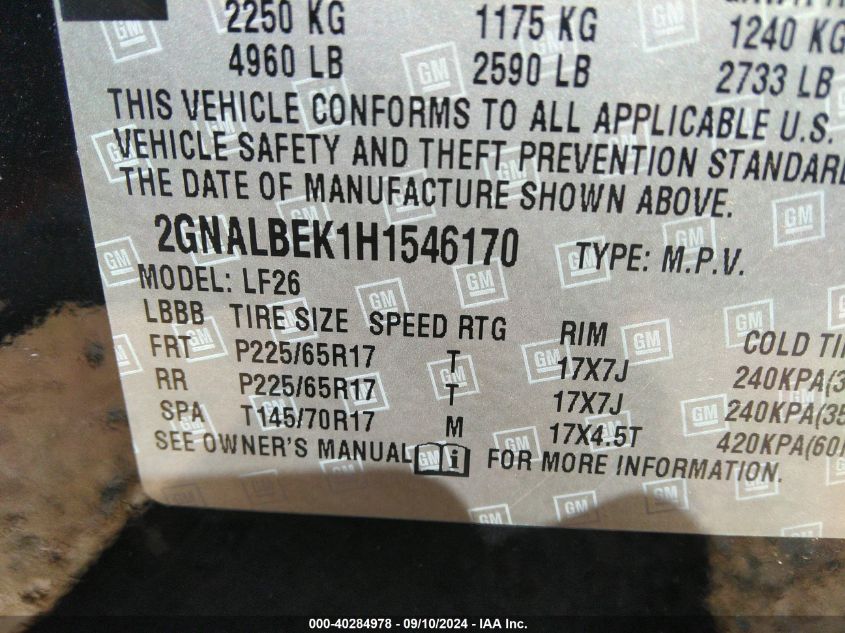 2250 KG 1175 KG 1240 KG
4960 LB 2590 LB 2733 LB
THIS VEHICLE CONFORMS TO ALL APPLICABLE U.S.
VEHICLE SAFETY AND THEFT PREVENTION STANDARD
THE DATE OF MANUFACTURE SHOWN ABOVE.
2GNALBEK1H1546170 TYPE: M.P.V.
MODEL: LF26
LBBB TIRE SIZE SPEED RTG RIM COLD TI
FRT P225/65R17 T 17X7J 240KPA(3
RR P225/65R17 T 17X7J 240KPA(35
SPA T145/70R17 M 17X4.5T 420KPA(60
SEE OWNER'S MANUAL i FOR MORE INFORMATION.
000-40284978 - 09/10/2024 - IAA Inc.